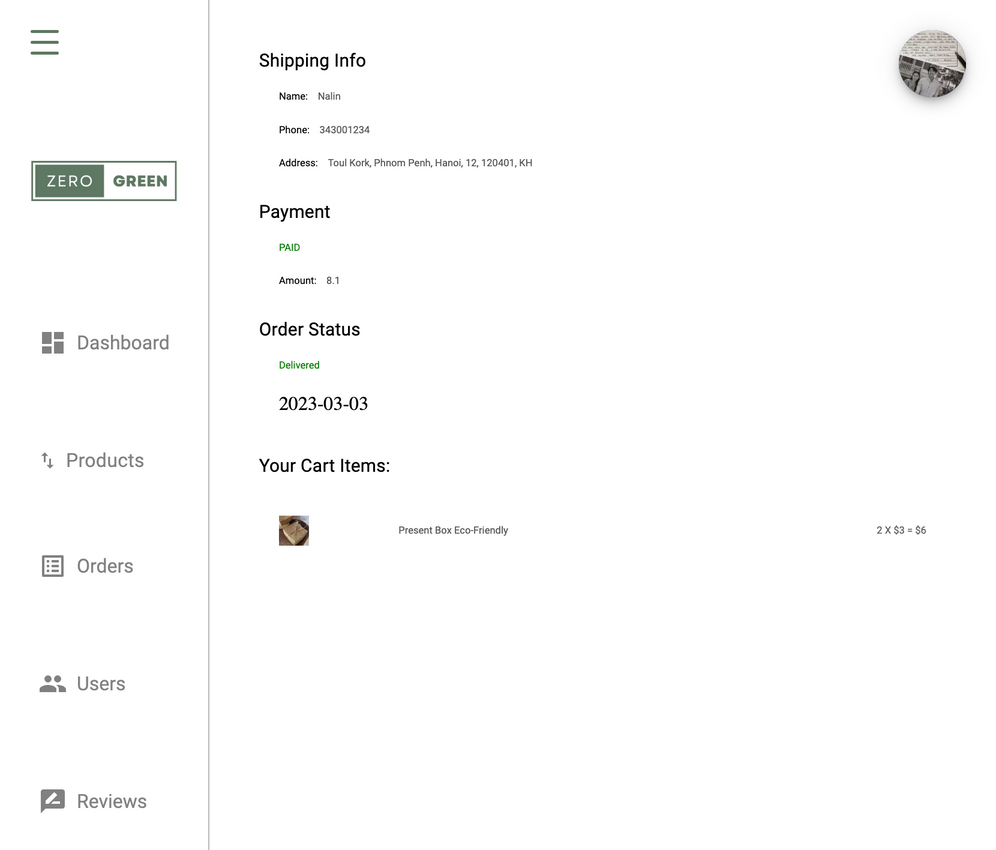 Shipping Info
Name: Nalin
Phone: 343001234
Address: Toul Kork, Phnom Penh, Hanoi, 12, 120401, KH
ZERO GREEN
Payment
PAID
Amount: 8.1
Order Status
Dashboard
Delivered
2023-03-03
Products
Your Cart Items:
Present Box Eco-Friendly 2 X $3 = $6
Orders
Users
Reviews